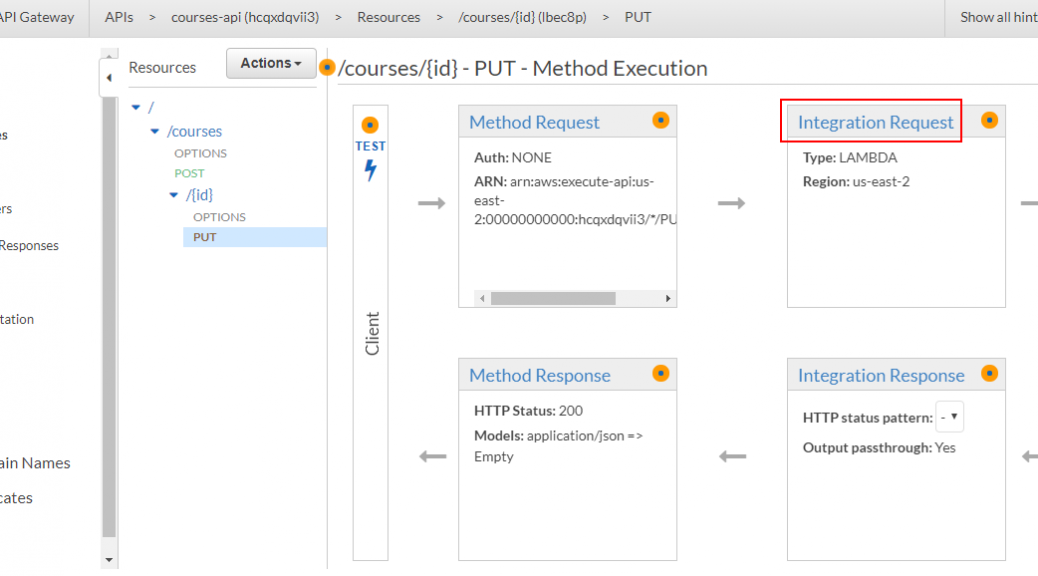 API Gateway APIs > courses-api (hcqxdqvii3) > Resources > /courses/{id} (lbec8p) > PUT Show all hint
Resources Actions
/courses/{id} - PUT - Method Execution
/
/courses
OPTIONS
POST
/{id}
OPTIONS
PUT
es
ers
Responses
tation
ain Names
cates
TEST
Client
Method Request
Auth: NONE
ARN: arn:aws:execute-api:us-
east-
2:00000000000:hcqxdqvii3/*/PU
Integration Request
Type: LAMBDA
Region: us-east-2
Method Response
HTTP Status: 200
Models: application/json =>
Empty
Integration Response
HTTP status pattern: -
Output passthrough: Yes